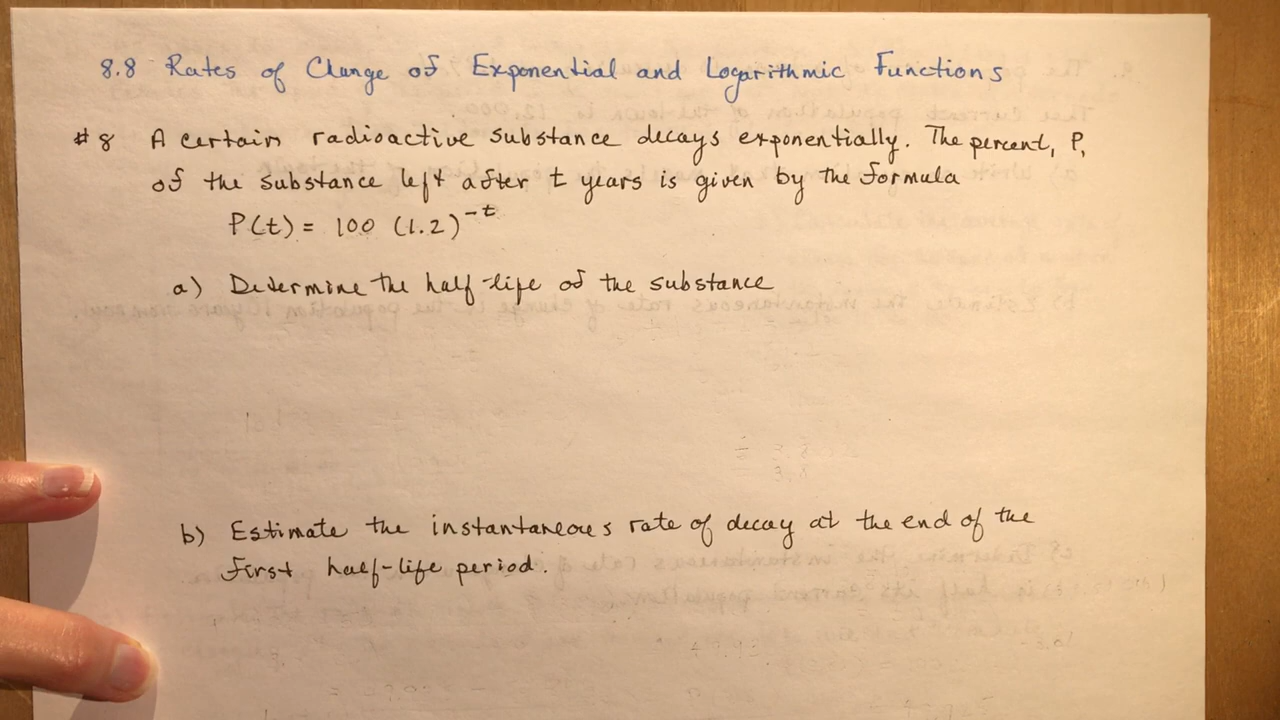 8.8 Rates of Change of Exponential and Logarithmic Functions
#8 A certain radioactive substance decays exponentially. The percent, P,
of the substance left after t years is given by the formula
P(t) = 100 (1.2)^-t
a) Determine the half-life of the substance
b) Estimate the instantaneous rate of decay at the end of the
first half-life period.